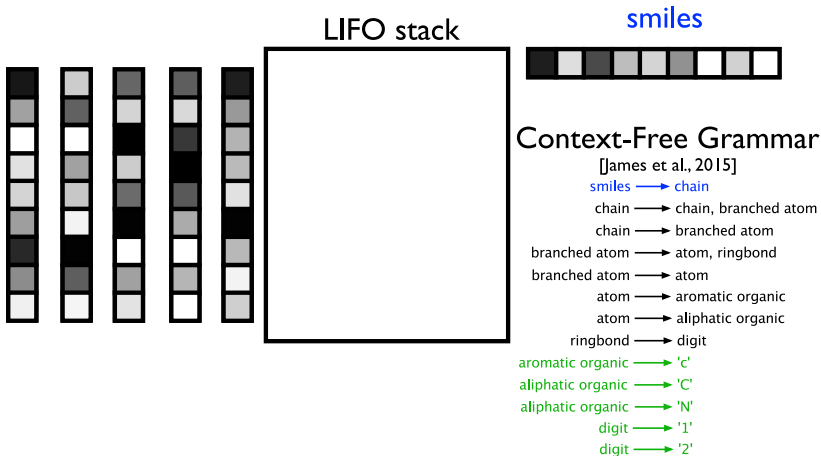 LIFO stack
smiles
Context-Free Grammar
[James et al., 2015]
smiles → chain
chain → chain, branched atom
chain → branched atom
branched atom → atom, ringbond
branched atom → atom
atom → aromatic organic
atom → aliphatic organic
ringbond → digit
aromatic organic → 'c'
aliphatic organic → 'C'
aliphatic organic → 'N'
digit → '1'
digit → '2'